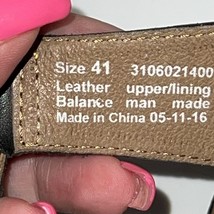 Size 41 3106021400
Leather upper/lining
Balance man made
Made in China 05-11-16